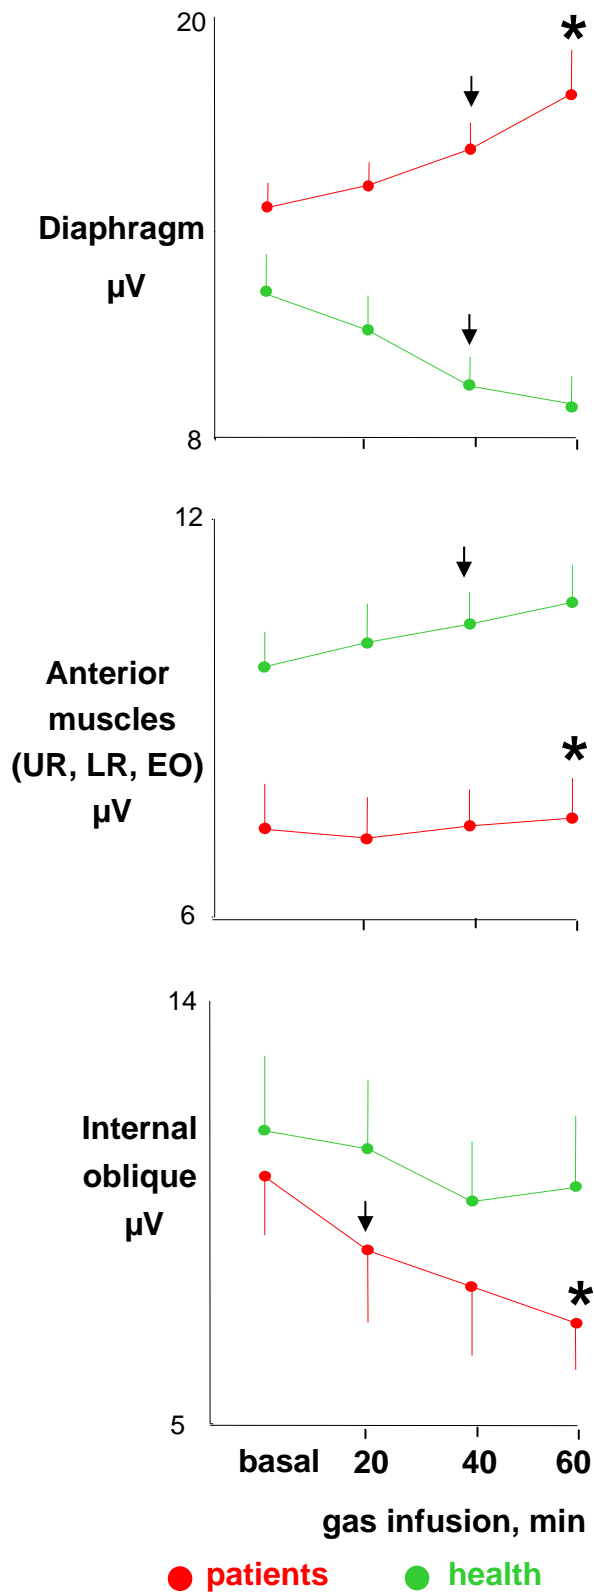 20
*
Diaphragm
µV
8
12
Anterior
muscles
(UR, LR, EO)
µV
*
6
14
Internal
oblique
µV
*
5
basal 20 40 60
gas infusion, min
patients health